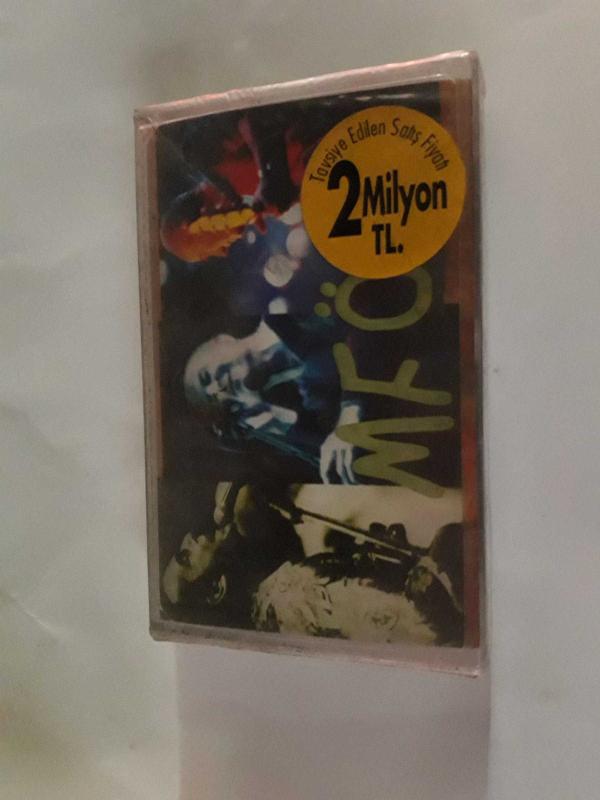 Tavsiye Edilen Satış Fiyatı
2 Milyon
TL.
MFÖ